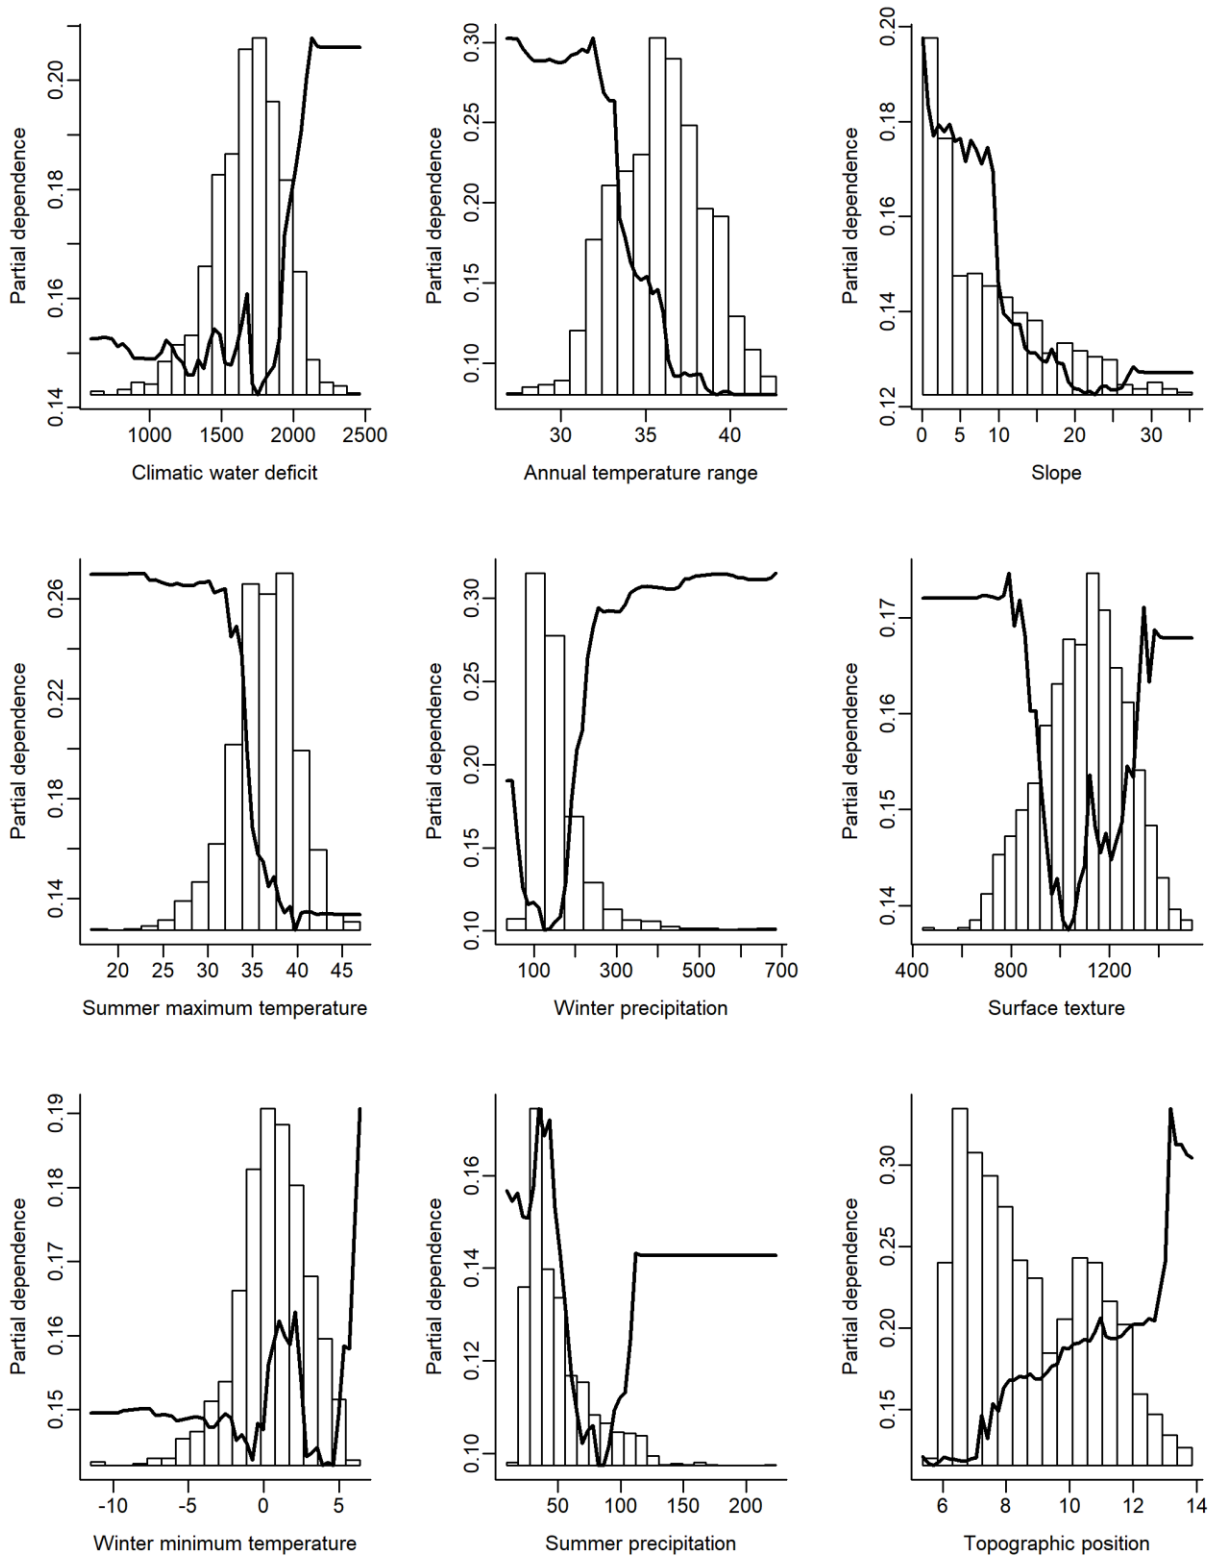 Partial dependence
0.14 0.16 0.18 0.20
1000 1500 2000 2500
Climatic water deficit
Partial dependence
0.10 0.15 0.20 0.25 0.30
30 35 40
Annual temperature range
Partial dependence
0.12 0.14 0.16 0.18 0.20
0 5 10 20 30
Slope
Partial dependence
0.14 0.18 0.22 0.26
20 25 30 35 40 45
Summer maximum temperature
Partial dependence
0.10 0.15 0.20 0.25 0.30
100 300 500 700
Winter precipitation
Partial dependence
0.14 0.15 0.16 0.17
400 800 1200
Surface texture
Partial dependence
0.15 0.16 0.17 0.18 0.19
-10 -5 0 5
Winter minimum temperature
Partial dependence
0.10 0.12 0.14 0.16
50 100 150 200
Summer precipitation
Partial dependence
0.15 0.20 0.25 0.30
6 8 10 12 14
Topographic position